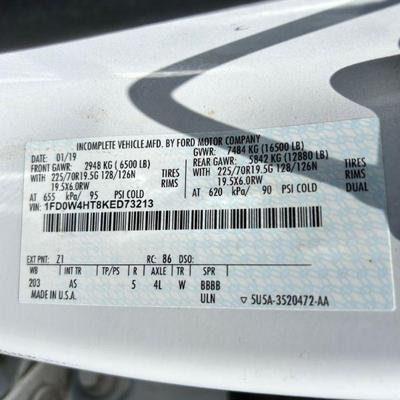 INCOMPLETE VEHICLE MFD. BY FORD MOTOR COMPANY
DATE: 01/19 GVWR: 7484 KG (16500 LB)
FRONT GAWR: 2948 KG (6500 LB) REAR GAWR: 5842 KG (12880 LB)
WITH 225/70R19.5G 128/126N TIRES WITH 225/70R19.5G 128/126N TIRES
19.5X6.0RW RIMS 19.5X6.0RW RIMS
AT 655 kPa/ 95 PSI COLD AT 620 kPa/ 90 PSI COLD
1FD0W4HT8KED73213
EXT PNT: Z1 RC: 86 DSO:
WB INT TR TP/PS R AXLE TR SPR
203 AS 5 4L W BBBB
MADE IN U.S.A. ULN 5U5A-3520472-AA